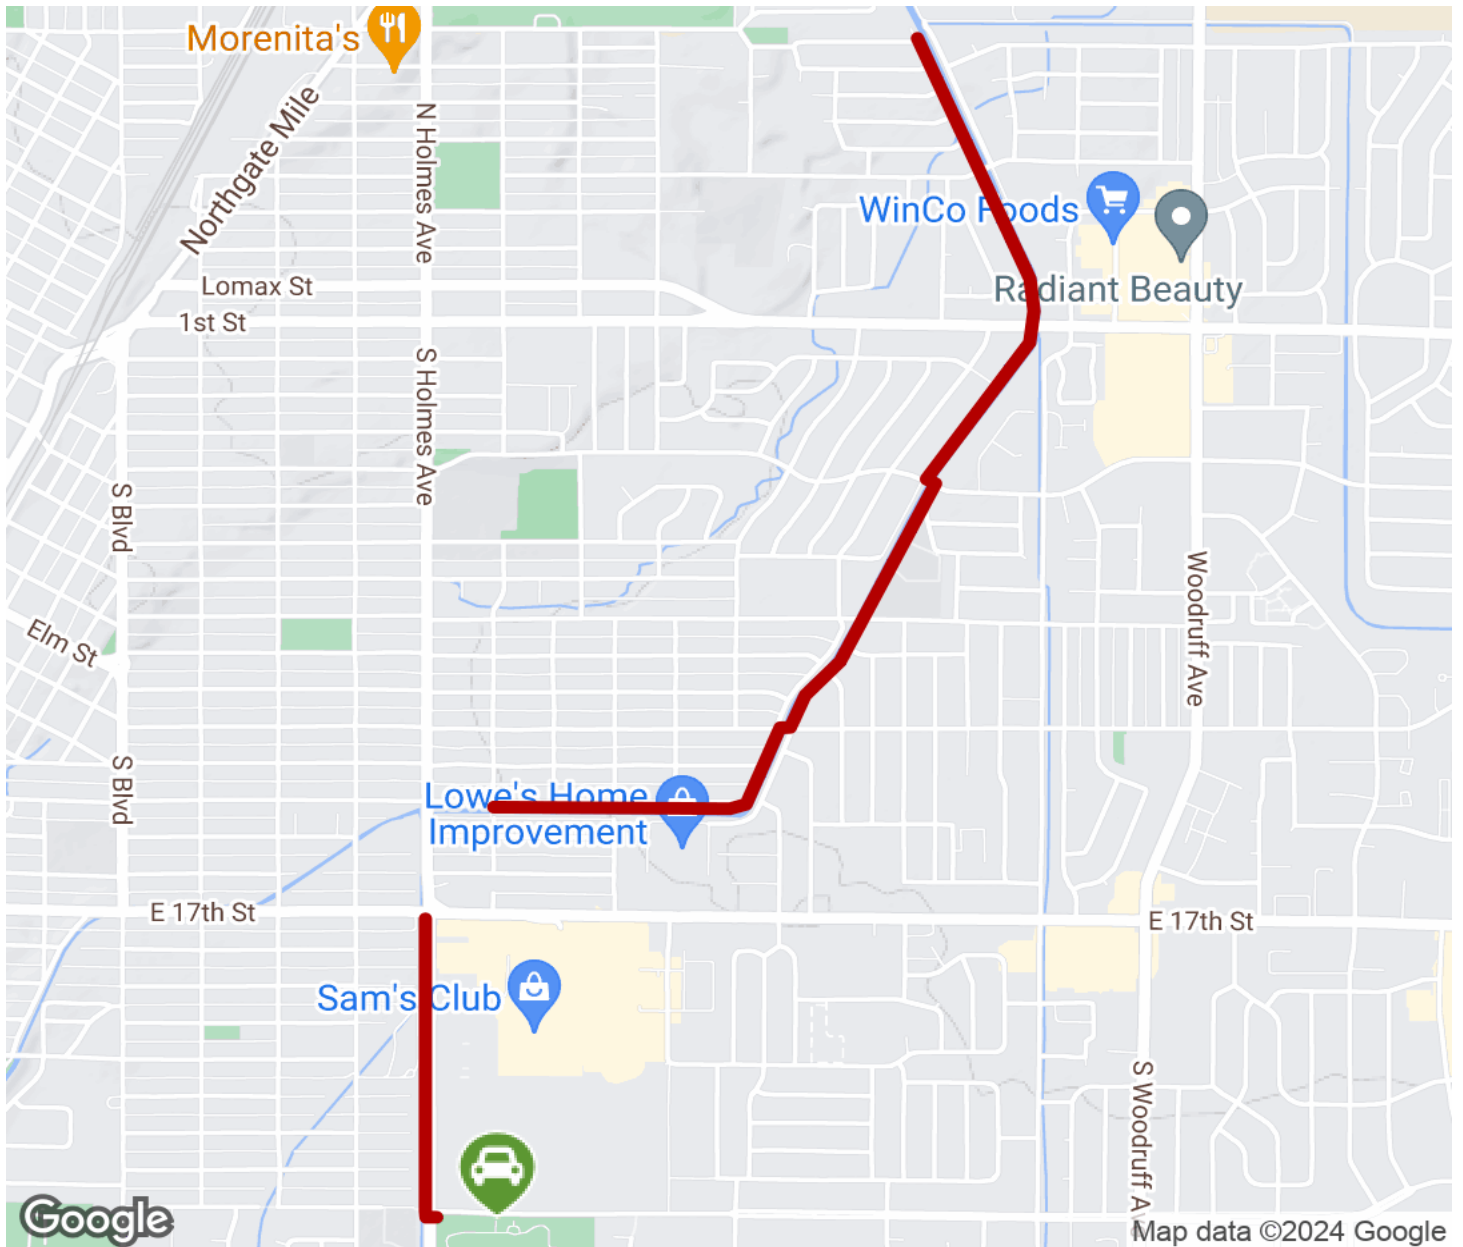 Morenita's
Northgate Mile
N Holmes Ave
WinCo Foods
Radiant Beauty
Lomax St
1st St
S Holmes Ave
S Blvd
Elm St
Woodruff Ave
S Blvd
Lowe's Home
Improvement
E 17th St
E 17th St
Sam's Club
S Woodruff Ave
Google
Map data ©2024 Google